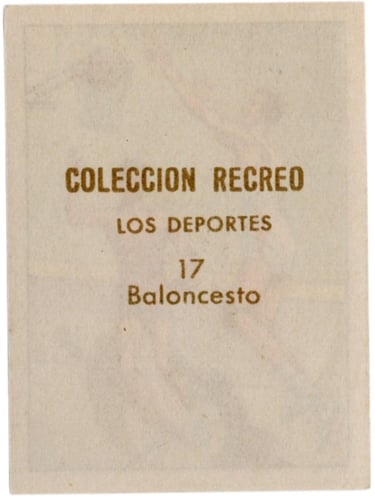 COLECCION RECREO
LOS DEPORTES
17
Baloncesto